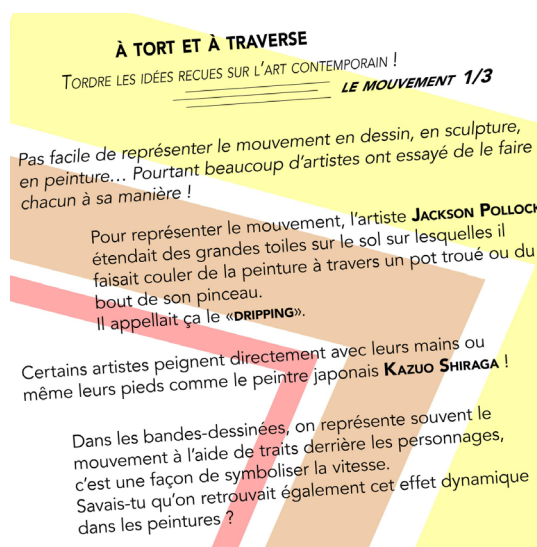 À TORT ET À TRAVERSE
TORDRE LES IDÉES RECUES SUR L'ART CONTEMPORAIN !
LE MOUVEMENT 1/3
Pas facile de représenter le mouvement en dessin, en sculpture,
en peinture... Pourtant beaucoup d'artistes ont essayé de le faire
chacun à sa manière !
Pour représenter le mouvement, l'artiste JACKSON POLLOCK
étendait des grandes toiles sur le sol sur lesquelles il
faisait couler de la peinture à travers un pot troué ou du
bout de son pinceau.
Il appellait ça le «DRIPPING».
Certains artistes peignent directement avec leurs mains ou
même leurs pieds comme le peintre japonais KAZUO SHIRAGA !
Dans les bandes-dessinées, on représente souvent le
mouvement à l'aide de traits derrière les personnages,
c'est une façon de symboliser la vitesse.
Savais-tu qu'on retrouvait également cet effet dynamique
dans les peintures ?